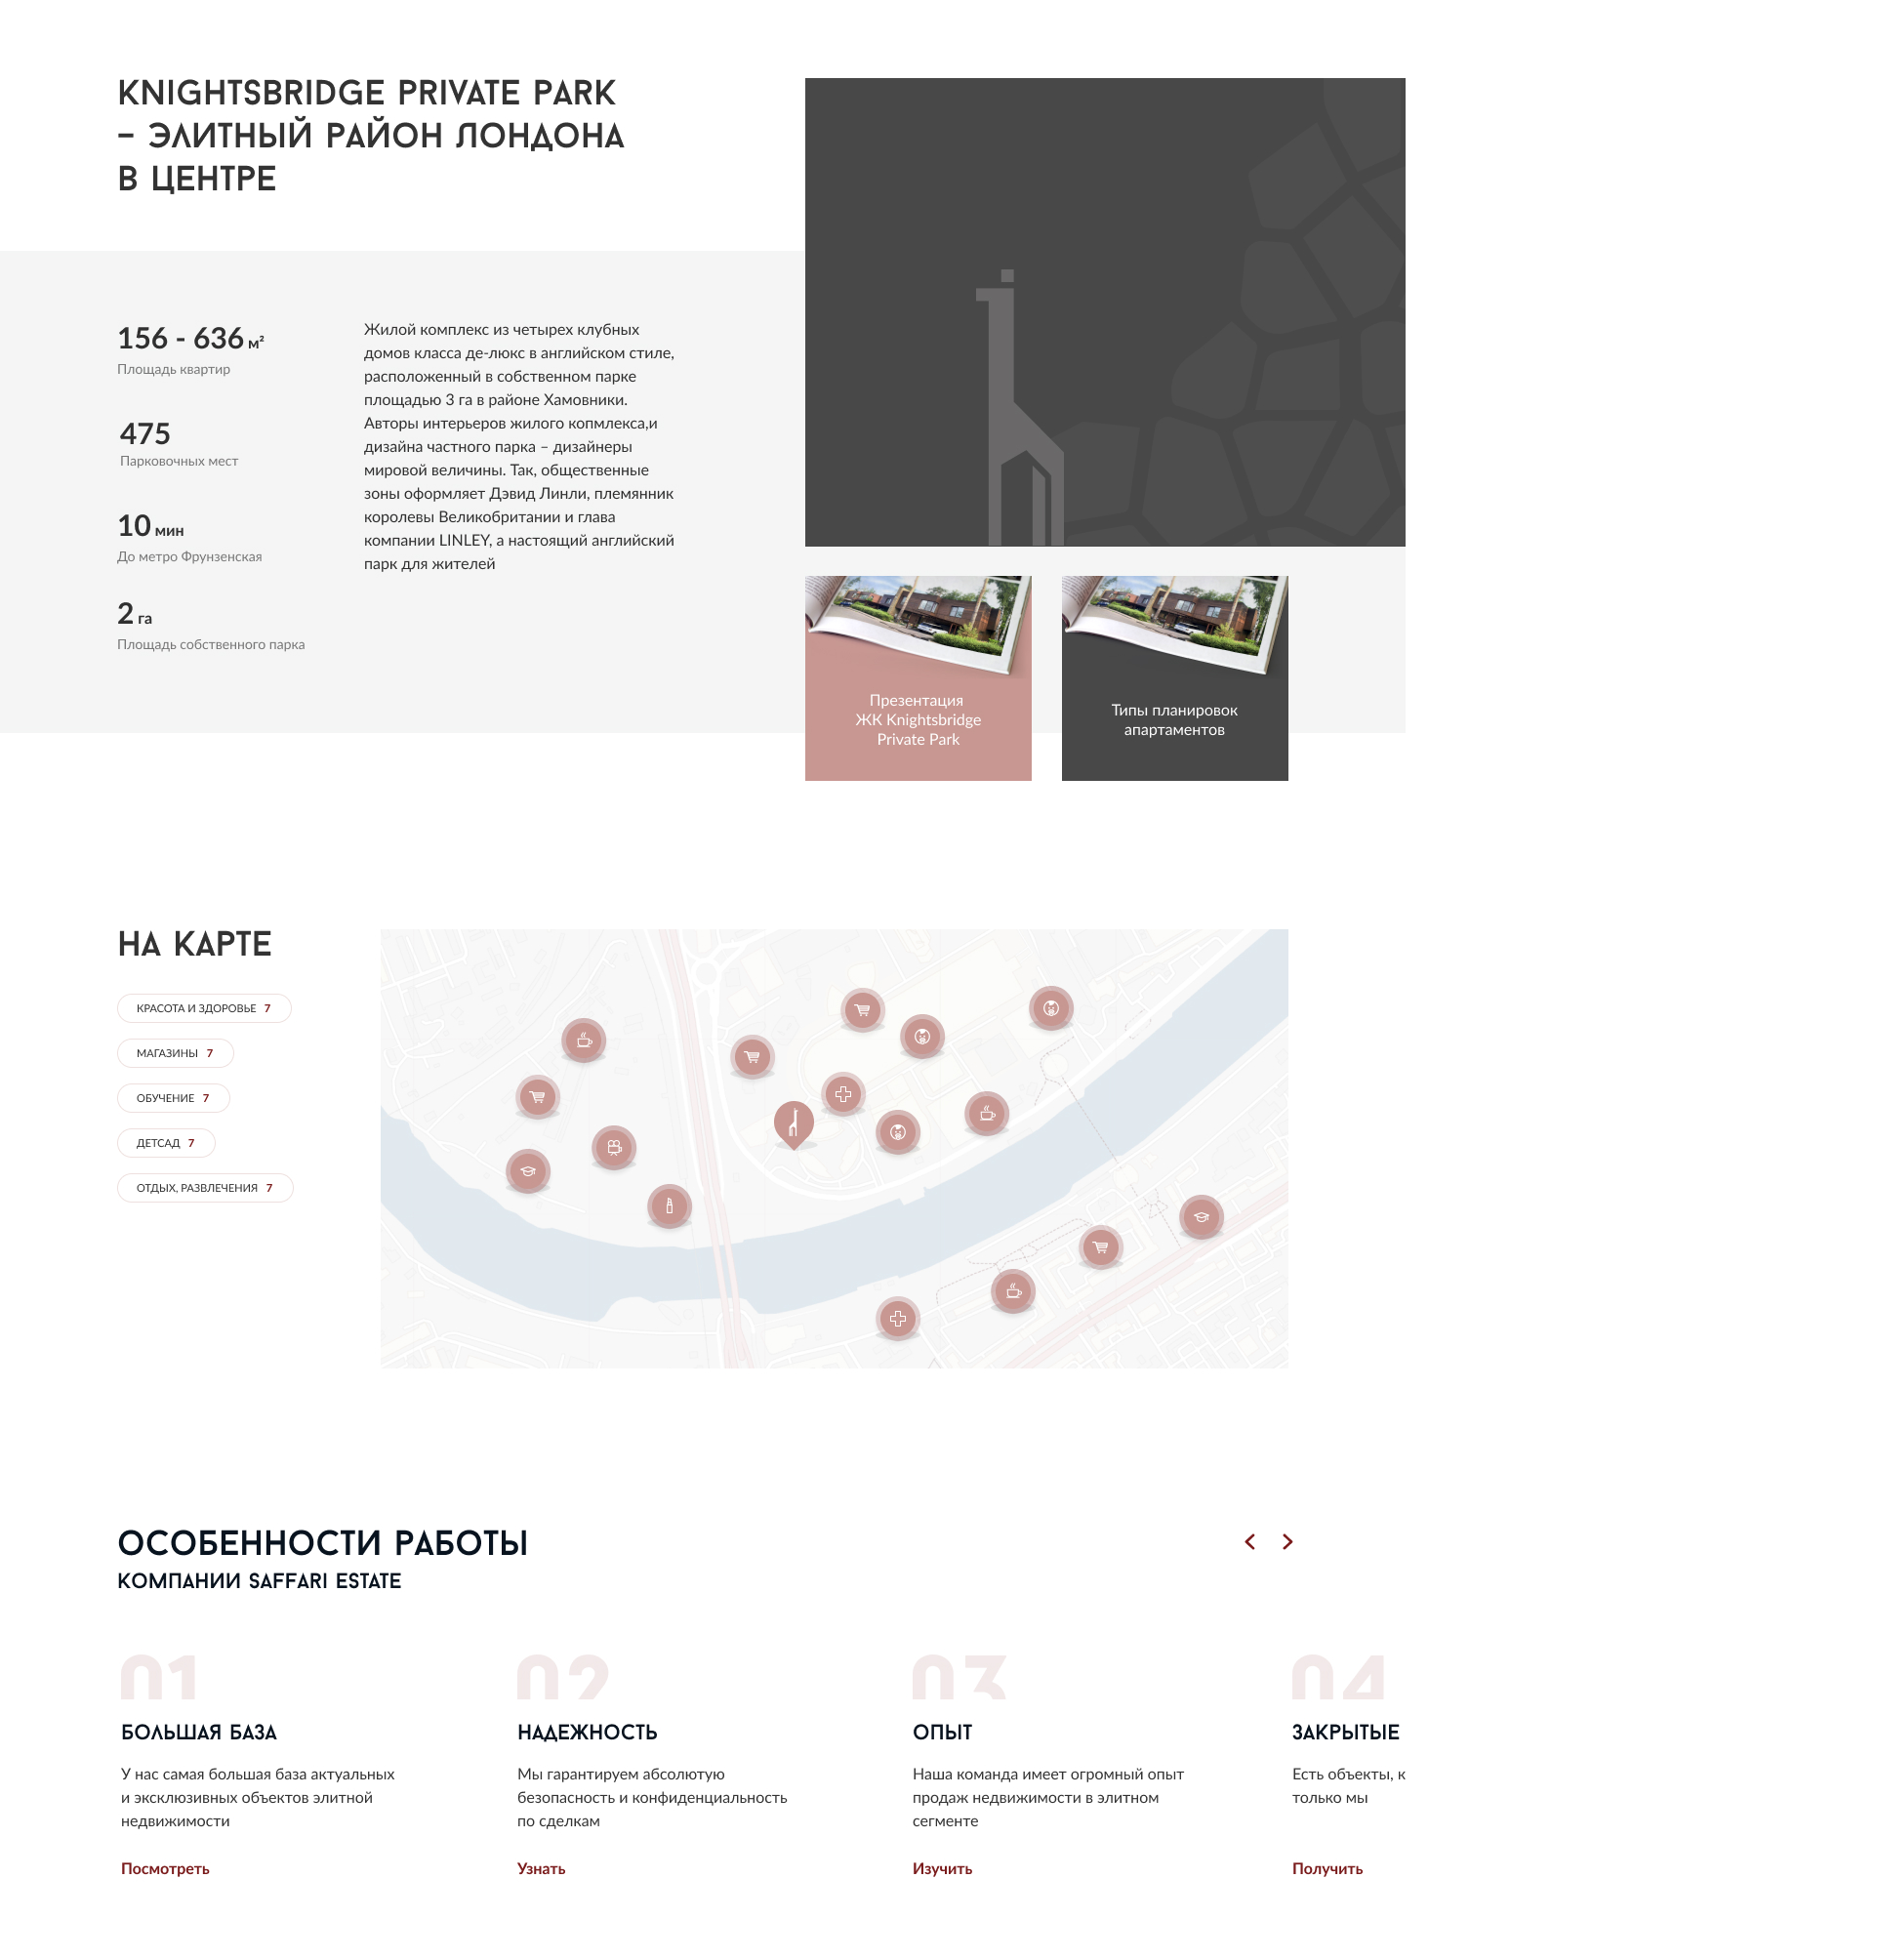 KNIGHTSBRIDGE PRIVATE PARK
– ЭЛИТНЫЙ РАЙОН ЛОНДОНА
В ЦЕНТРЕ
156 - 636 м²
Площадь квартир
475
Парковочных мест
10 мин
До метро Фрунзенская
2 га
Площадь собственного парка
Жилой комплекс из четырех клубных
домов класса де-люкс в английском стиле,
расположенный в собственном парке
площадью 3 га в районе Хамовники.
Авторы интерьеров жилого копмлекса,и
дизайна частного парка – дизайнеры
мировой величины. Так, общественные
зоны оформляет Дэвид Линли, племянник
королевы Великобритании и глава
компании LINLEY, а настоящий английский
парк для жителей
Презентация
ЖК Knightsbridge
Private Park
Типы планировок
апартаментов
НА КАРТЕ
КРАСОТА И ЗДОРОВЬЕ 7
МАГАЗИНЫ 7
ОБУЧЕНИЕ 7
ДЕТСАД 7
ОТДЫХ, РАЗВЛЕЧЕНИЯ 7
ОСОБЕННОСТИ РАБОТЫ
КОМПАНИИ SAFFARI ESTATE
01
БОЛЬШАЯ БАЗА
У нас самая большая база актуальных
и эксклюзивных объектов элитной
недвижимости
Посмотреть
02
НАДЕЖНОСТЬ
Мы гарантируем абсолютую
безопасность и конфиденциальность
по сделкам
Узнать
03
ОПЫТ
Наша команда имеет огромный опыт
продаж недвижимости в элитном
сегменте
Изучить
04
ЗАКРЫТЫЕ
Есть объекты, к
только мы
Получить